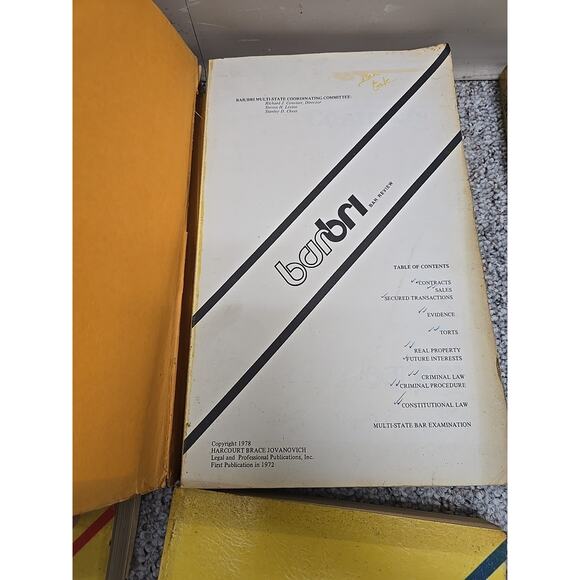 BAR/BRI MULTI-STATE COORDINATING COMMITTEE:
Richard J. Conviser, Director
Steven H. Levine
Stanley D. Chess
barbri
BAR REVIEW
TABLE OF CONTENTS
CONTRACTS
SALES
SECURED TRANSACTIONS
EVIDENCE
TORTS
REAL PROPERTY
FUTURE INTERESTS
CRIMINAL LAW
CRIMINAL PROCEDURE
CONSTITUTIONAL LAW
MULTI-STATE BAR EXAMINATION
Copyright 1978
HARCOURT BRACE JOVANOVICH
Legal and Professional Publications, Inc.
First Publication in 1972